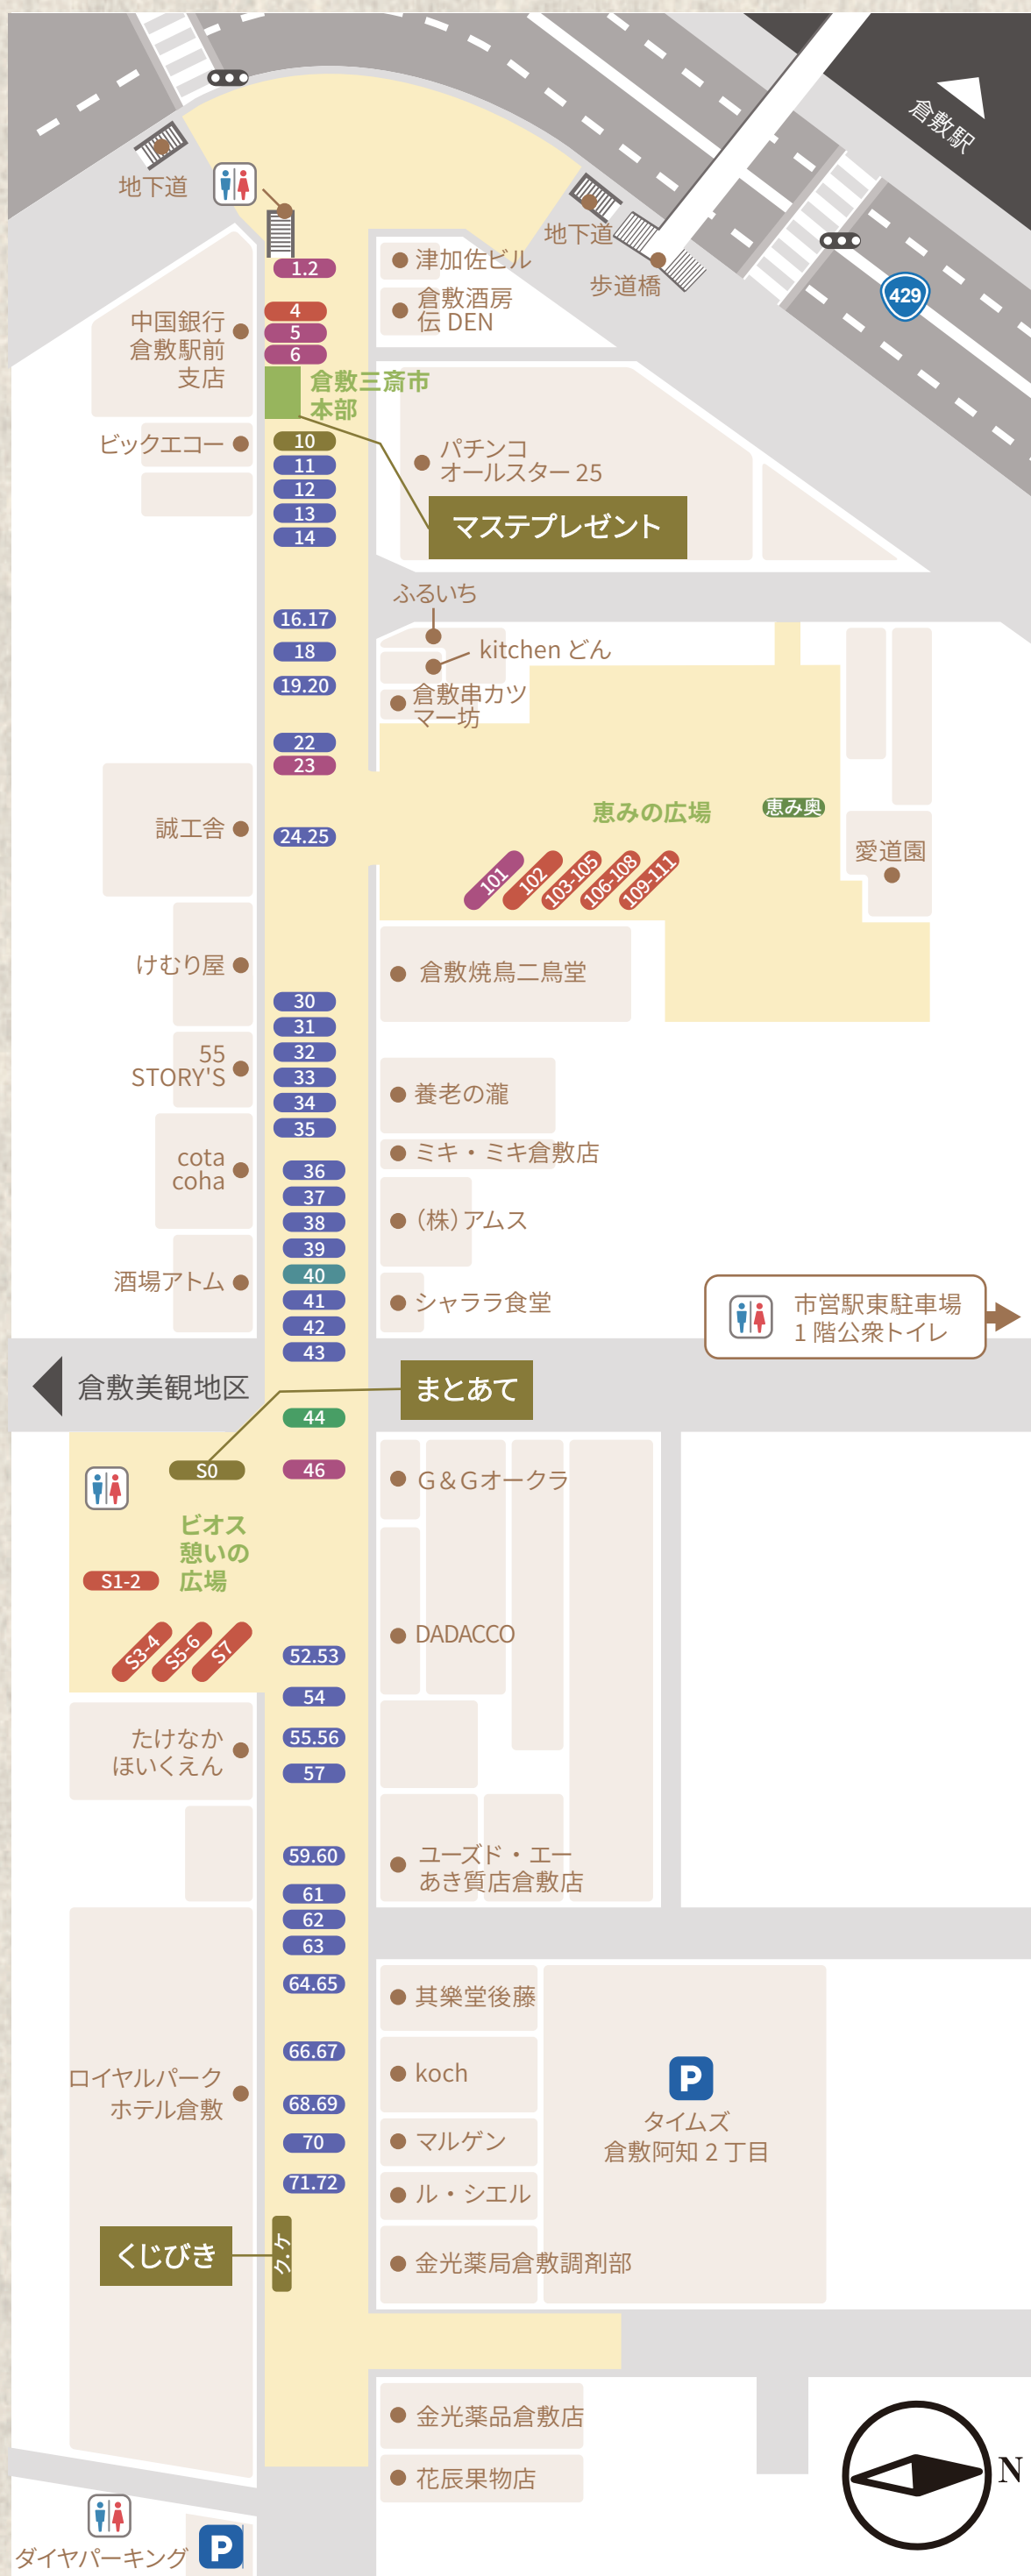 倉敷駅
地下道
地下道
歩道橋
429
1.2
津加佐ビル
倉敷酒房
伝 DEN
4
5
6
中国銀行
倉敷駅前
支店
倉敷三斎市
本部
ビックエコー
10
11
12
13
14
パチンコ
オールスター 25
マステプレゼント
ふるいち
16.17
18
kitchen どん
19.20
倉敷串カツ
マー坊
22
23
恵みの広場
恵み奥
誠工舎
24.25
愛道園
101
102
103-105
106-108
109-111
けむり屋
倉敷焼鳥二鳥堂
30
31
32
33
34
35
55
STORY'S
養老の瀧
ミキ・ミキ倉敷店
cota
coha
36
37
38
39
40
41
42
43
(株)アムス
酒場アトム
シャララ食堂
市営駅東駐車場
1 階公衆トイレ
倉敷美観地区
まとあて
44
S0
46
G&Gオークラ
ビオス
憩いの
広場
S1-2
S3-4
S5-6
S7
DADACCO
52.53
54
55.56
57
たけなか
ほいくえん
59.60
ユーズド・エー
あき質店倉敷店
61
62
63
64.65
其樂堂後藤
66.67
koch
ロイヤルパーク
ホテル倉敷
68.69
P
タイムズ
倉敷阿知 2 丁目
70
マルゲン
71.72
ル・シエル
くじびき
ク.ケ
金光薬局倉敷調剤部
金光薬品倉敷店
花辰果物店
N
ダイヤパーキング
P